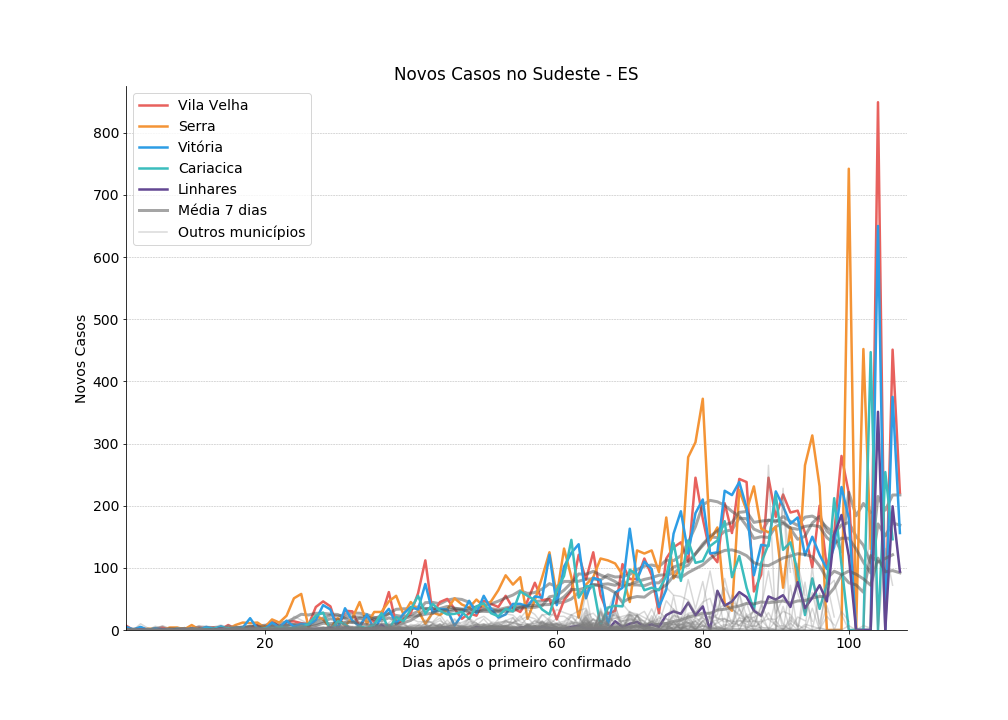 Novos Casos no Sudeste - ES
Vila Velha
Serra
Vitória
Cariacica
Linhares
Média 7 dias
Outros municípios
Novos Casos
800
700
600
500
400
300
200
100
0
20
40
60
80
100
Dias após o primeiro confirmado